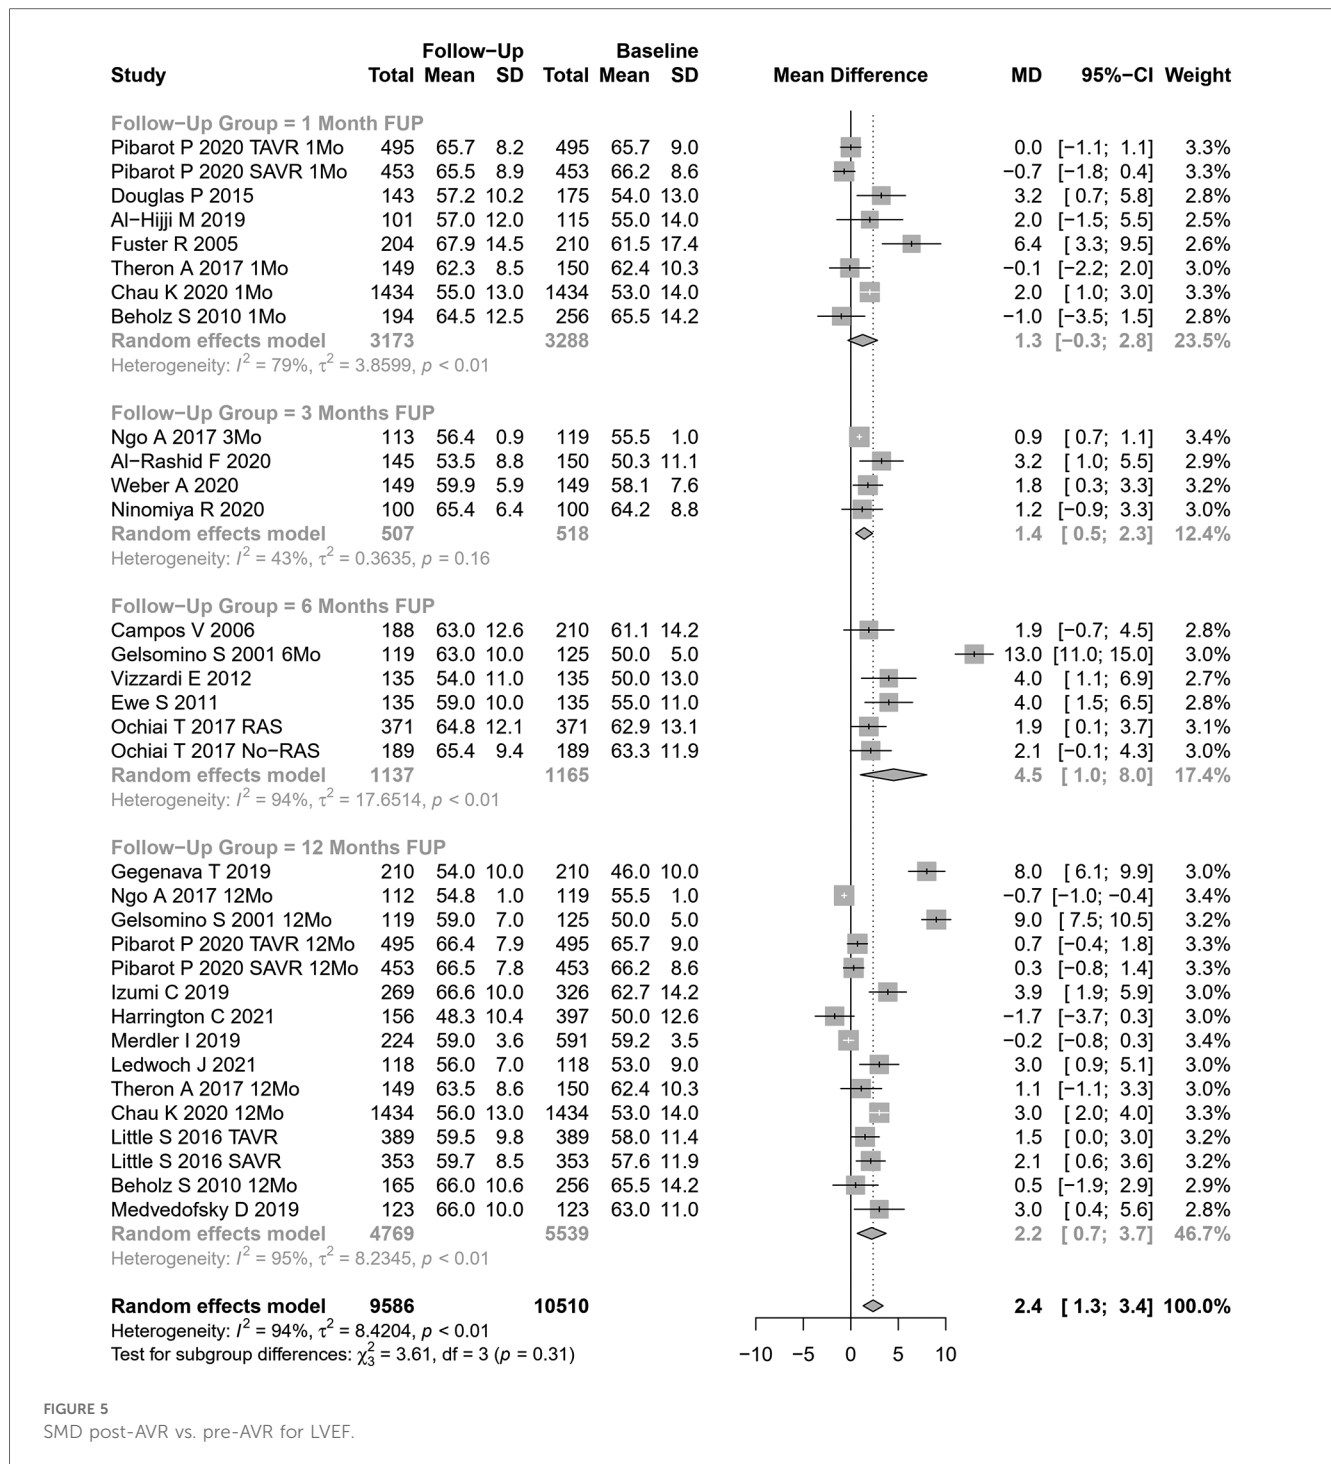 Follow−Up Baseline
Study Total Mean SD Total Mean SD Mean Difference MD 95%−CI Weight
Follow−Up Group = 1 Month FUP
Pibarot P 2020 TAVR 1Mo 495 65.7 8.2 495 65.7 9.0 0.0 [−1.1; 1.1] 3.3%
Pibarot P 2020 SAVR 1Mo 453 65.5 8.9 453 66.2 8.6 −0.7 [−1.8; 0.4] 3.3%
Douglas P 2015 143 57.2 10.2 175 54.0 13.0 3.2 [ 0.7; 5.8] 2.8%
Al−Hijji M 2019 101 57.0 12.0 115 55.0 14.0 2.0 [−1.5; 5.5] 2.5%
Fuster R 2005 204 67.9 14.5 210 61.5 17.4 6.4 [ 3.3; 9.5] 2.6%
Theron A 2017 1Mo 149 62.3 8.5 150 62.4 10.3 −0.1 [−2.2; 2.0] 3.0%
Chau K 2020 1Mo 1434 55.0 13.0 1434 53.0 14.0 2.0 [ 1.0; 3.0] 3.3%
Beholz S 2010 1Mo 194 64.5 12.5 256 65.5 14.2 −1.0 [−3.5; 1.5] 2.8%
Random effects model 3173 3288 1.3 [−0.3; 2.8] 23.5%
Heterogeneity: I² = 79%, τ² = 3.8599, p < 0.01
Follow−Up Group = 3 Months FUP
Ngo A 2017 3Mo 113 56.4 0.9 119 55.5 1.0 0.9 [ 0.7; 1.1] 3.4%
Al−Rashid F 2020 145 53.5 8.8 150 50.3 11.1 3.2 [ 1.0; 5.5] 2.9%
Weber A 2020 149 59.9 5.9 149 58.1 7.6 1.8 [ 0.3; 3.3] 3.2%
Ninomiya R 2020 100 65.4 6.4 100 64.2 8.8 1.2 [−0.9; 3.3] 3.0%
Random effects model 507 518 1.4 [ 0.5; 2.3] 12.4%
Heterogeneity: I² = 43%, τ² = 0.3635, p = 0.16
Follow−Up Group = 6 Months FUP
Campos V 2006 188 63.0 12.6 210 61.1 14.2 1.9 [−0.7; 4.5] 2.8%
Gelsomino S 2001 6Mo 119 63.0 10.0 125 50.0 5.0 13.0 [11.0; 15.0] 3.0%
Vizzardi E 2012 135 54.0 11.0 135 50.0 13.0 4.0 [ 1.1; 6.9] 2.7%
Ewe S 2011 135 59.0 10.0 135 55.0 11.0 4.0 [ 1.5; 6.5] 2.8%
Ochiai T 2017 RAS 371 64.8 12.1 371 62.9 13.1 1.9 [ 0.1; 3.7] 3.1%
Ochiai T 2017 No−RAS 189 65.4 9.4 189 63.3 11.9 2.1 [−0.1; 4.3] 3.0%
Random effects model 1137 1165 4.5 [ 1.0; 8.0] 17.4%
Heterogeneity: I² = 94%, τ² = 17.6514, p < 0.01
Follow−Up Group = 12 Months FUP
Gegenava T 2019 210 54.0 10.0 210 46.0 10.0 8.0 [ 6.1; 9.9] 3.0%
Ngo A 2017 12Mo 112 54.8 1.0 119 55.5 1.0 −0.7 [−1.0; −0.4] 3.4%
Gelsomino S 2001 12Mo 119 59.0 7.0 125 50.0 5.0 9.0 [ 7.5; 10.5] 3.2%
Pibarot P 2020 TAVR 12Mo 495 66.4 7.9 495 65.7 9.0 0.7 [−0.4; 1.8] 3.3%
Pibarot P 2020 SAVR 12Mo 453 66.5 7.8 453 66.2 8.6 0.3 [−0.8; 1.4] 3.3%
Izumi C 2019 269 66.6 10.0 326 62.7 14.2 3.9 [ 1.9; 5.9] 3.0%
Harrington C 2021 156 48.3 10.4 397 50.0 12.6 −1.7 [−3.7; 0.3] 3.0%
Merdler I 2019 224 59.0 3.6 591 59.2 3.5 −0.2 [−0.8; 0.3] 3.4%
Ledwoch J 2021 118 56.0 7.0 118 53.0 9.0 3.0 [ 0.9; 5.1] 3.0%
Theron A 2017 12Mo 149 63.5 8.6 150 62.4 10.3 1.1 [−1.1; 3.3] 3.0%
Chau K 2020 12Mo 1434 56.0 13.0 1434 53.0 14.0 3.0 [ 2.0; 4.0] 3.3%
Little S 2016 TAVR 389 59.5 9.8 389 58.0 11.4 1.5 [ 0.0; 3.0] 3.2%
Little S 2016 SAVR 353 59.7 8.5 353 57.6 11.9 2.1 [ 0.6; 3.6] 3.2%
Beholz S 2010 12Mo 165 66.0 10.6 256 65.5 14.2 0.5 [−1.9; 2.9] 2.9%
Medvedofsky D 2019 123 66.0 10.0 123 63.0 11.0 3.0 [ 0.4; 5.6] 2.8%
Random effects model 4769 5539 2.2 [ 0.7; 3.7] 46.7%
Heterogeneity: I² = 95%, τ² = 8.2345, p < 0.01
Random effects model 9586 10510 2.4 [ 1.3; 3.4] 100.0%
Heterogeneity: I² = 94%, τ² = 8.4204, p < 0.01
Test for subgroup differences: χ²₃ = 3.61, df = 3 (p = 0.31)
−10 −5 0 5 10
FIGURE 5
SMD post-AVR vs. pre-AVR for LVEF.